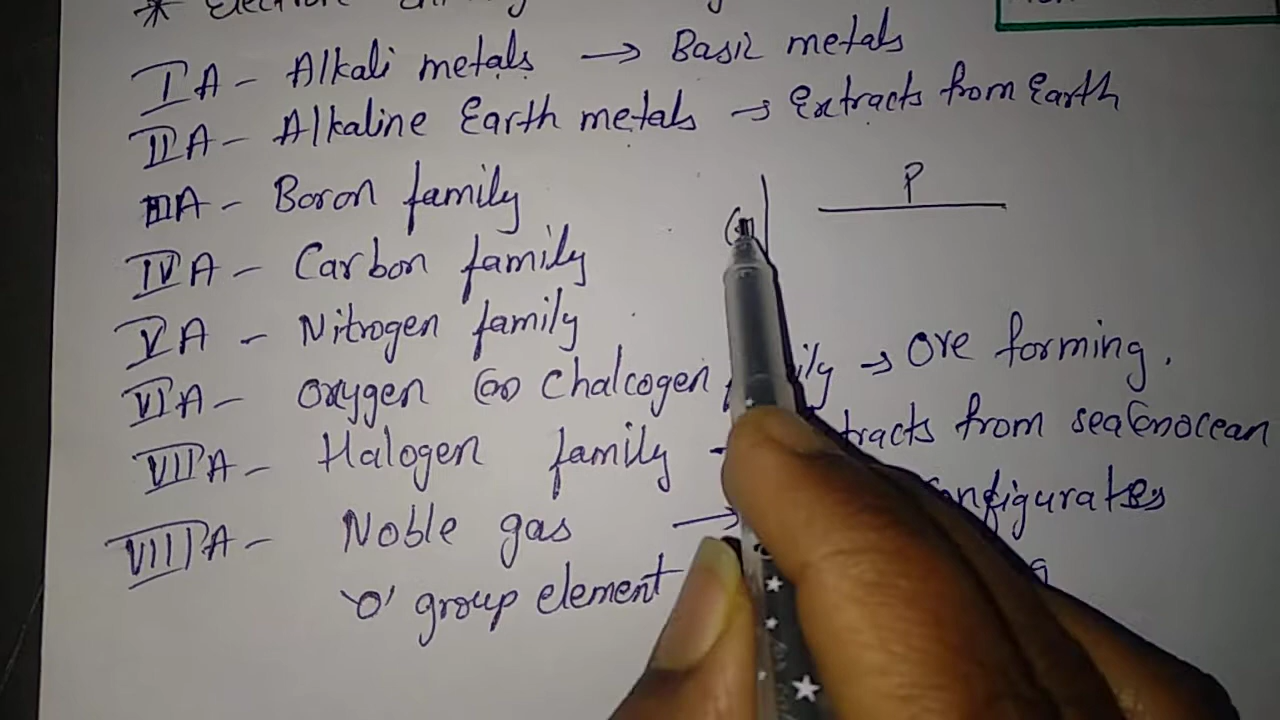 IA - Alkali metals → Basic metals
IIA - Alkaline Earth metals → Extracts from Earth
IIIA - Boron family
P
IVA - Carbon family
VA - Nitrogen family
VIA - Oxygen (or) Chalcogen family → Ore forming.
VIIA - Halogen family tracts from sea(or)ocean
VIIIA - Noble gas → onfigurates
'O' group element